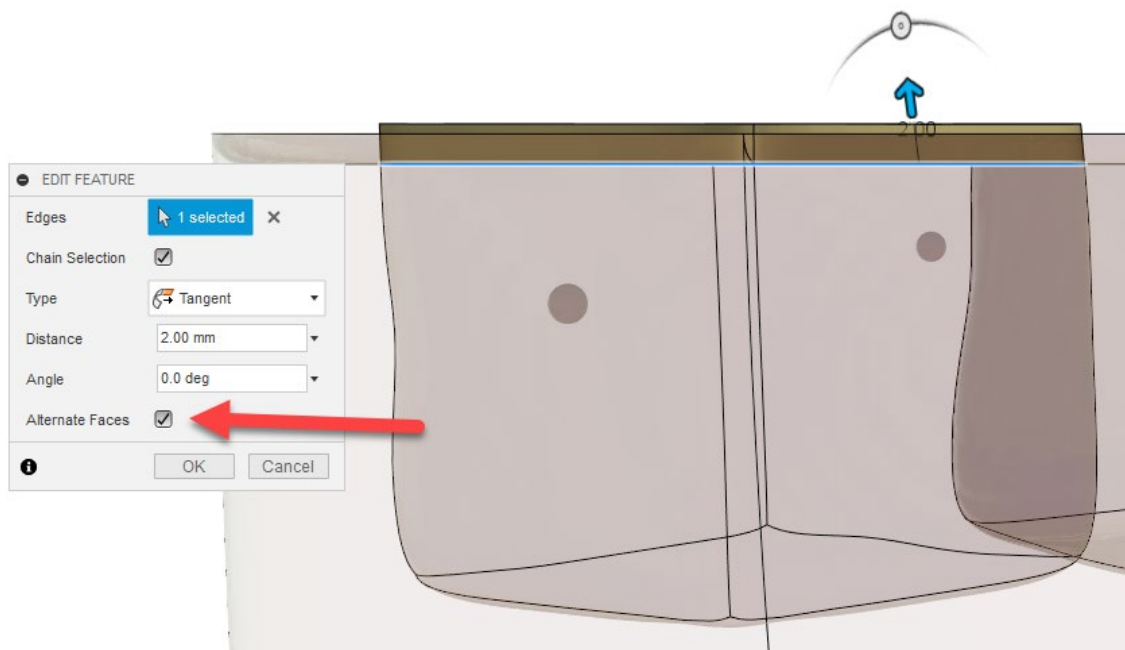 2.00
EDIT FEATURE
Edges 1 selected
Chain Selection
Type Tangent
Distance 2.00 mm
Angle 0.0 deg
Alternate Faces
OK Cancel